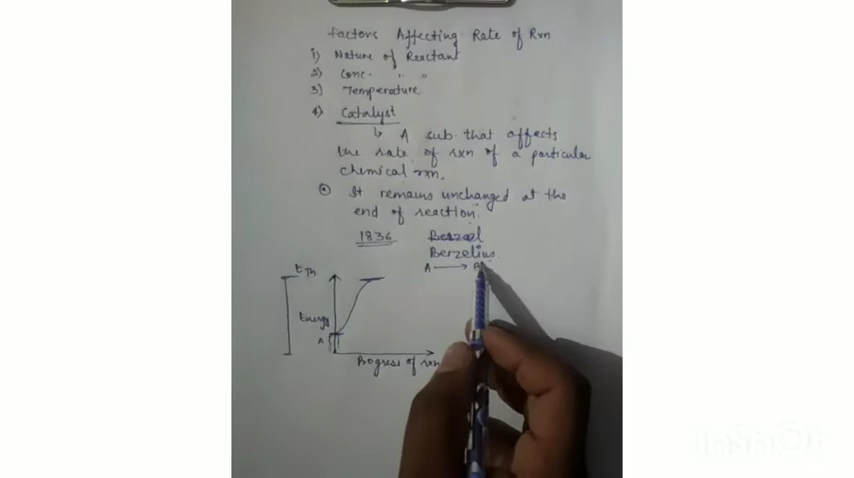 Factors Affecting Rate of Rxn
1) Nature of Reactant
2) Conc. " "
3) Temperature.
4) Catalyst
↳ A sub. that affects
the rate of rxn of a particular
chemical rxn.
It remains unchanged at the
end of reaction.
1836
Berzelius.
A ⟶ B
ETh.
Energy
A
Progress of rxn